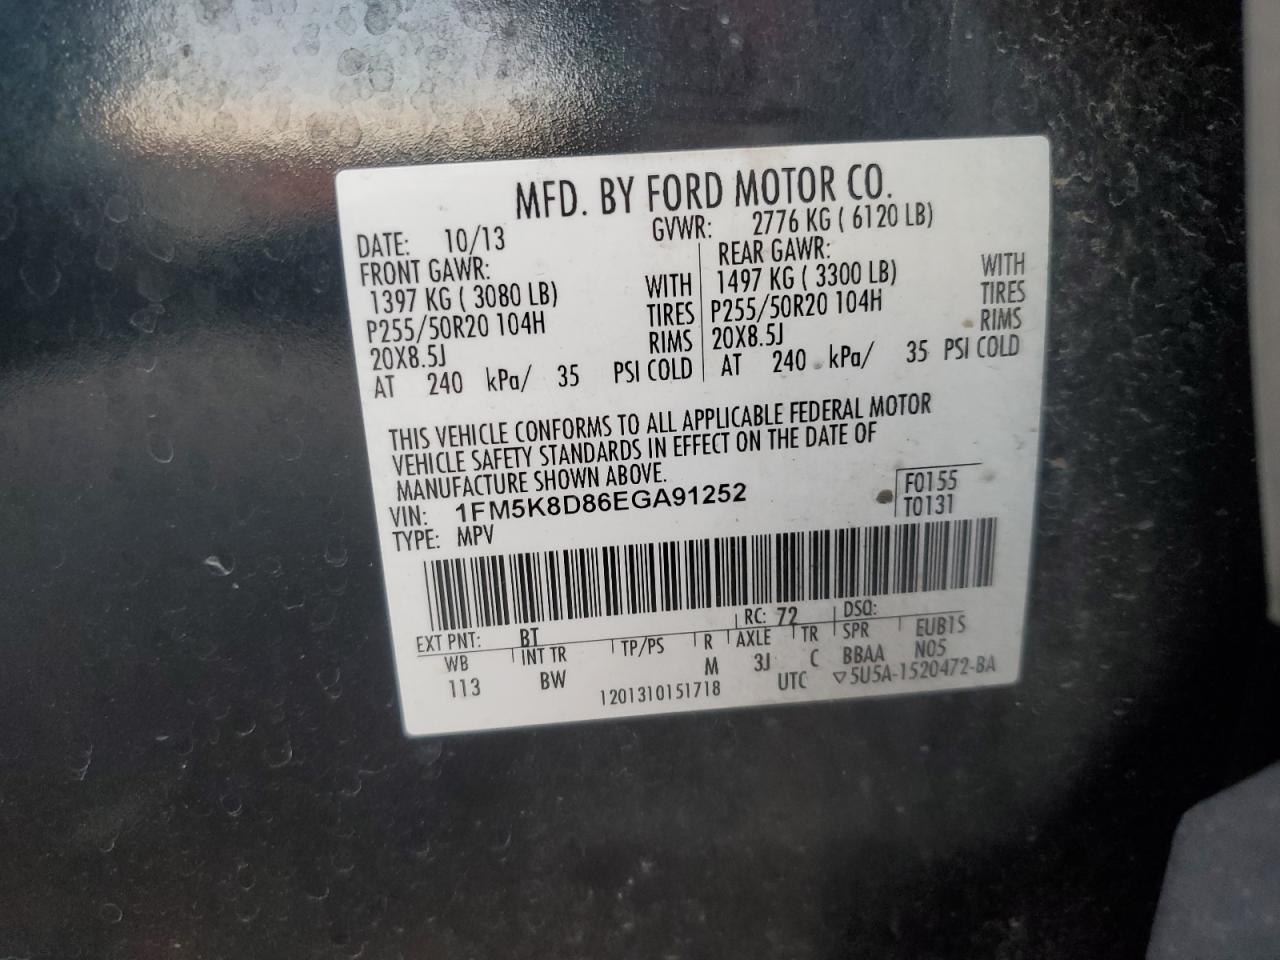 MFD. BY FORD MOTOR CO.
DATE: 10/13 GVWR: 2776 KG ( 6120 LB)
FRONT GAWR: REAR GAWR:
1397 KG ( 3080 LB) WITH 1497 KG ( 3300 LB) WITH
P255/50R20 104H TIRES P255/50R20 104H TIRES
20X8.5J RIMS 20X8.5J RIMS
AT 240 kPa/ 35 PSI COLD AT 240 kPa/ 35 PSI COLD
THIS VEHICLE CONFORMS TO ALL APPLICABLE FEDERAL MOTOR
VEHICLE SAFETY STANDARDS IN EFFECT ON THE DATE OF
MANUFACTURE SHOWN ABOVE.
VIN: 1FM5K8D86EGA91252 F0155
TYPE: MPV T0131
EXT PNT: BT RC: 72 DSO:
WB INT TR TP/PS R AXLE TR SPR EUB1S
113 BW M 3J C BBAA N05
1201310151718 UTC ▽5U5A-1520472-BA